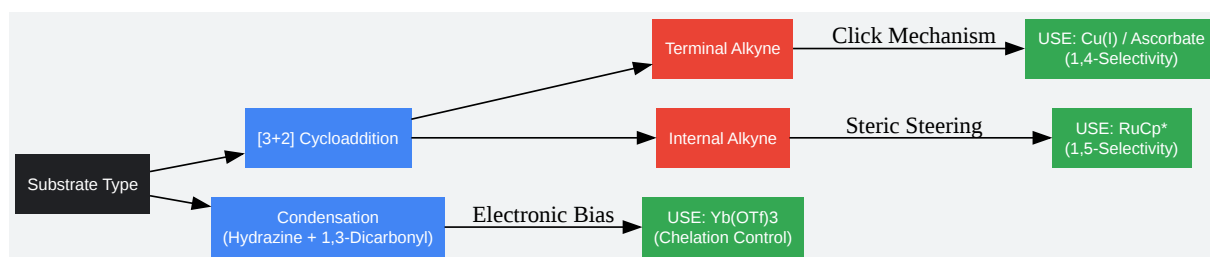 Substrate Type
[3+2] Cycloaddition
Condensation
(Hydrazine + 1,3-Dicarbonyl)
Terminal Alkyne
Click Mechanism
USE: Cu(I) / Ascorbate
(1,4-Selectivity)
Internal Alkyne
Steric Steering
USE: RuCp*
(1,5-Selectivity)
Electronic Bias
USE: Yb(OTf)3
(Chelation Control)